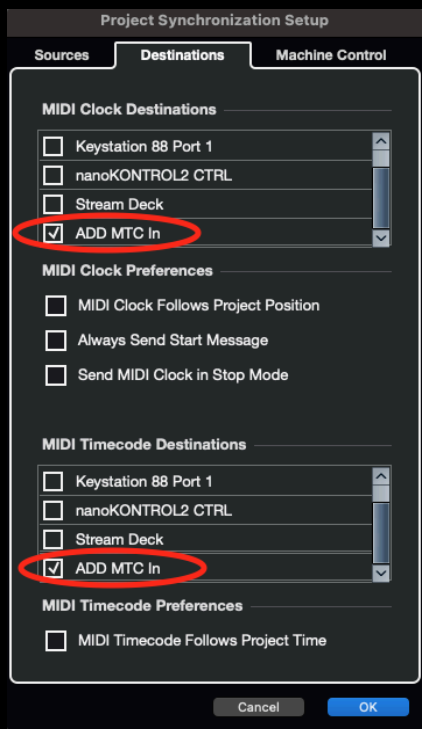 Project Synchronization Setup
Sources Destinations Machine Control
MIDI Clock Destinations
Keystation 88 Port 1
nanoKONTROL2 CTRL
Stream Deck
ADD MTC In
MIDI Clock Preferences
MIDI Clock Follows Project Position
Always Send Start Message
Send MIDI Clock in Stop Mode
MIDI Timecode Destinations
Keystation 88 Port 1
nanoKONTROL2 CTRL
Stream Deck
ADD MTC In
MIDI Timecode Preferences
MIDI Timecode Follows Project Time
Cancel OK